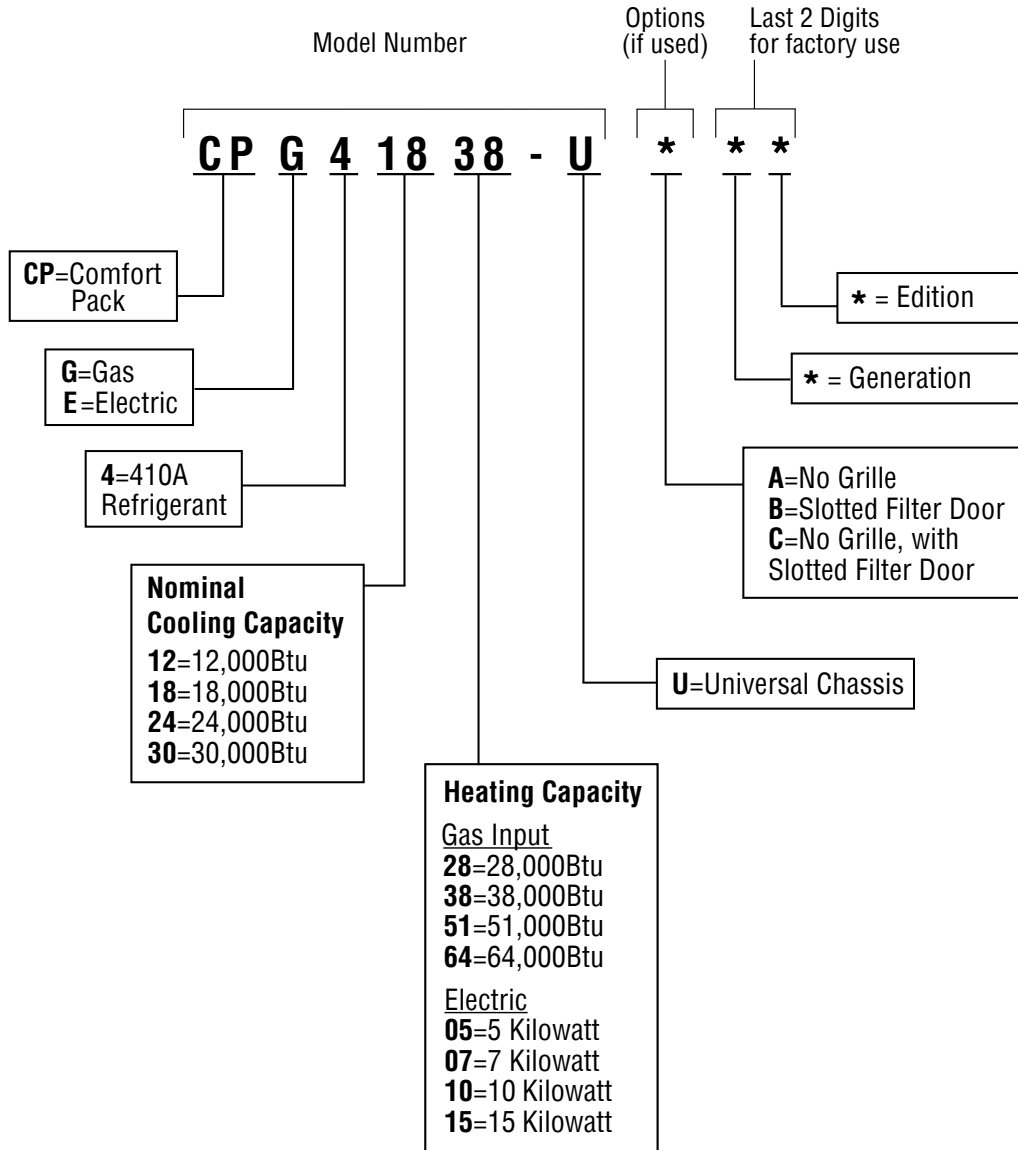 Model Number
Options
(if used)
Last 2 Digits
for factory use
CP G 4 18 38 - U * * *
CP=Comfort
Pack
G=Gas
E=Electric
4=410A
Refrigerant
Nominal
Cooling Capacity
12=12,000Btu
18=18,000Btu
24=24,000Btu
30=30,000Btu
Heating Capacity
Gas Input
28=28,000Btu
38=38,000Btu
51=51,000Btu
64=64,000Btu
Electric
05=5 Kilowatt
07=7 Kilowatt
10=10 Kilowatt
15=15 Kilowatt
* = Edition
* = Generation
A=No Grille
B=Slotted Filter Door
C=No Grille, with
Slotted Filter Door
U=Universal Chassis